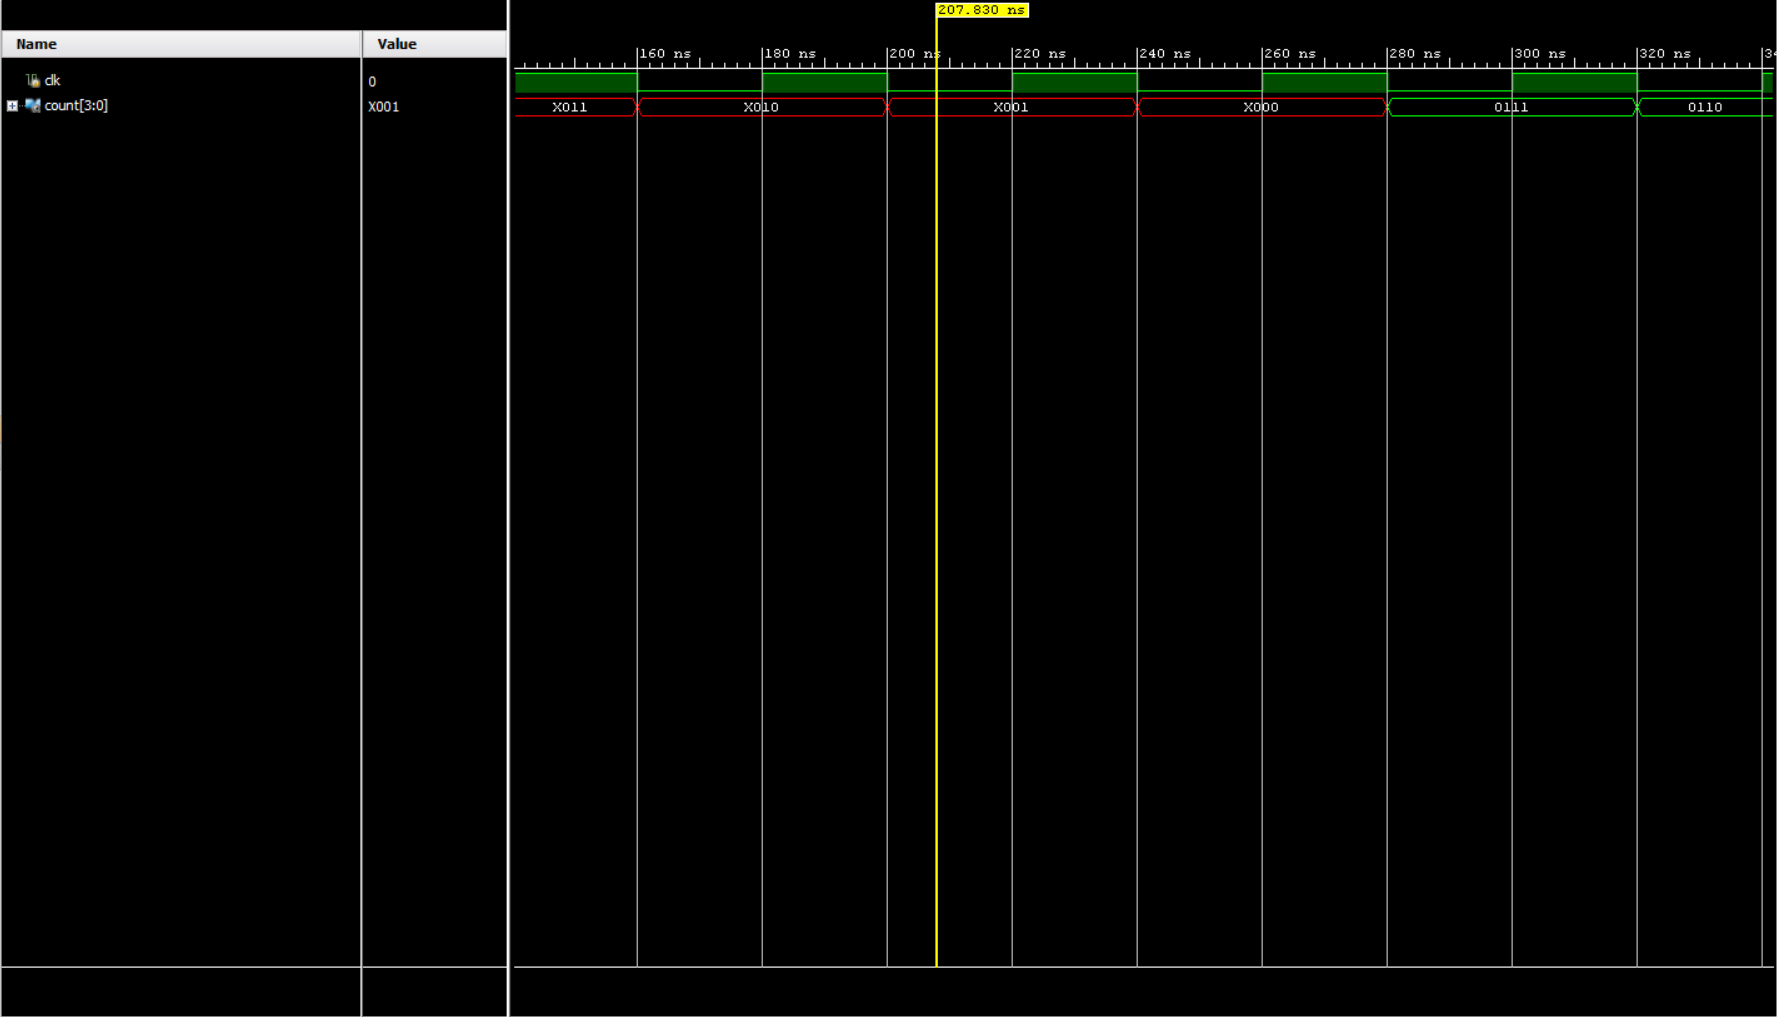 207.830 ns
Name Value
160 ns 180 ns 200 ns 220 ns 240 ns 260 ns 280 ns 300 ns 320 ns
clk 0
count[3:0] X001 X011 X010 X001 X000 0111 0110